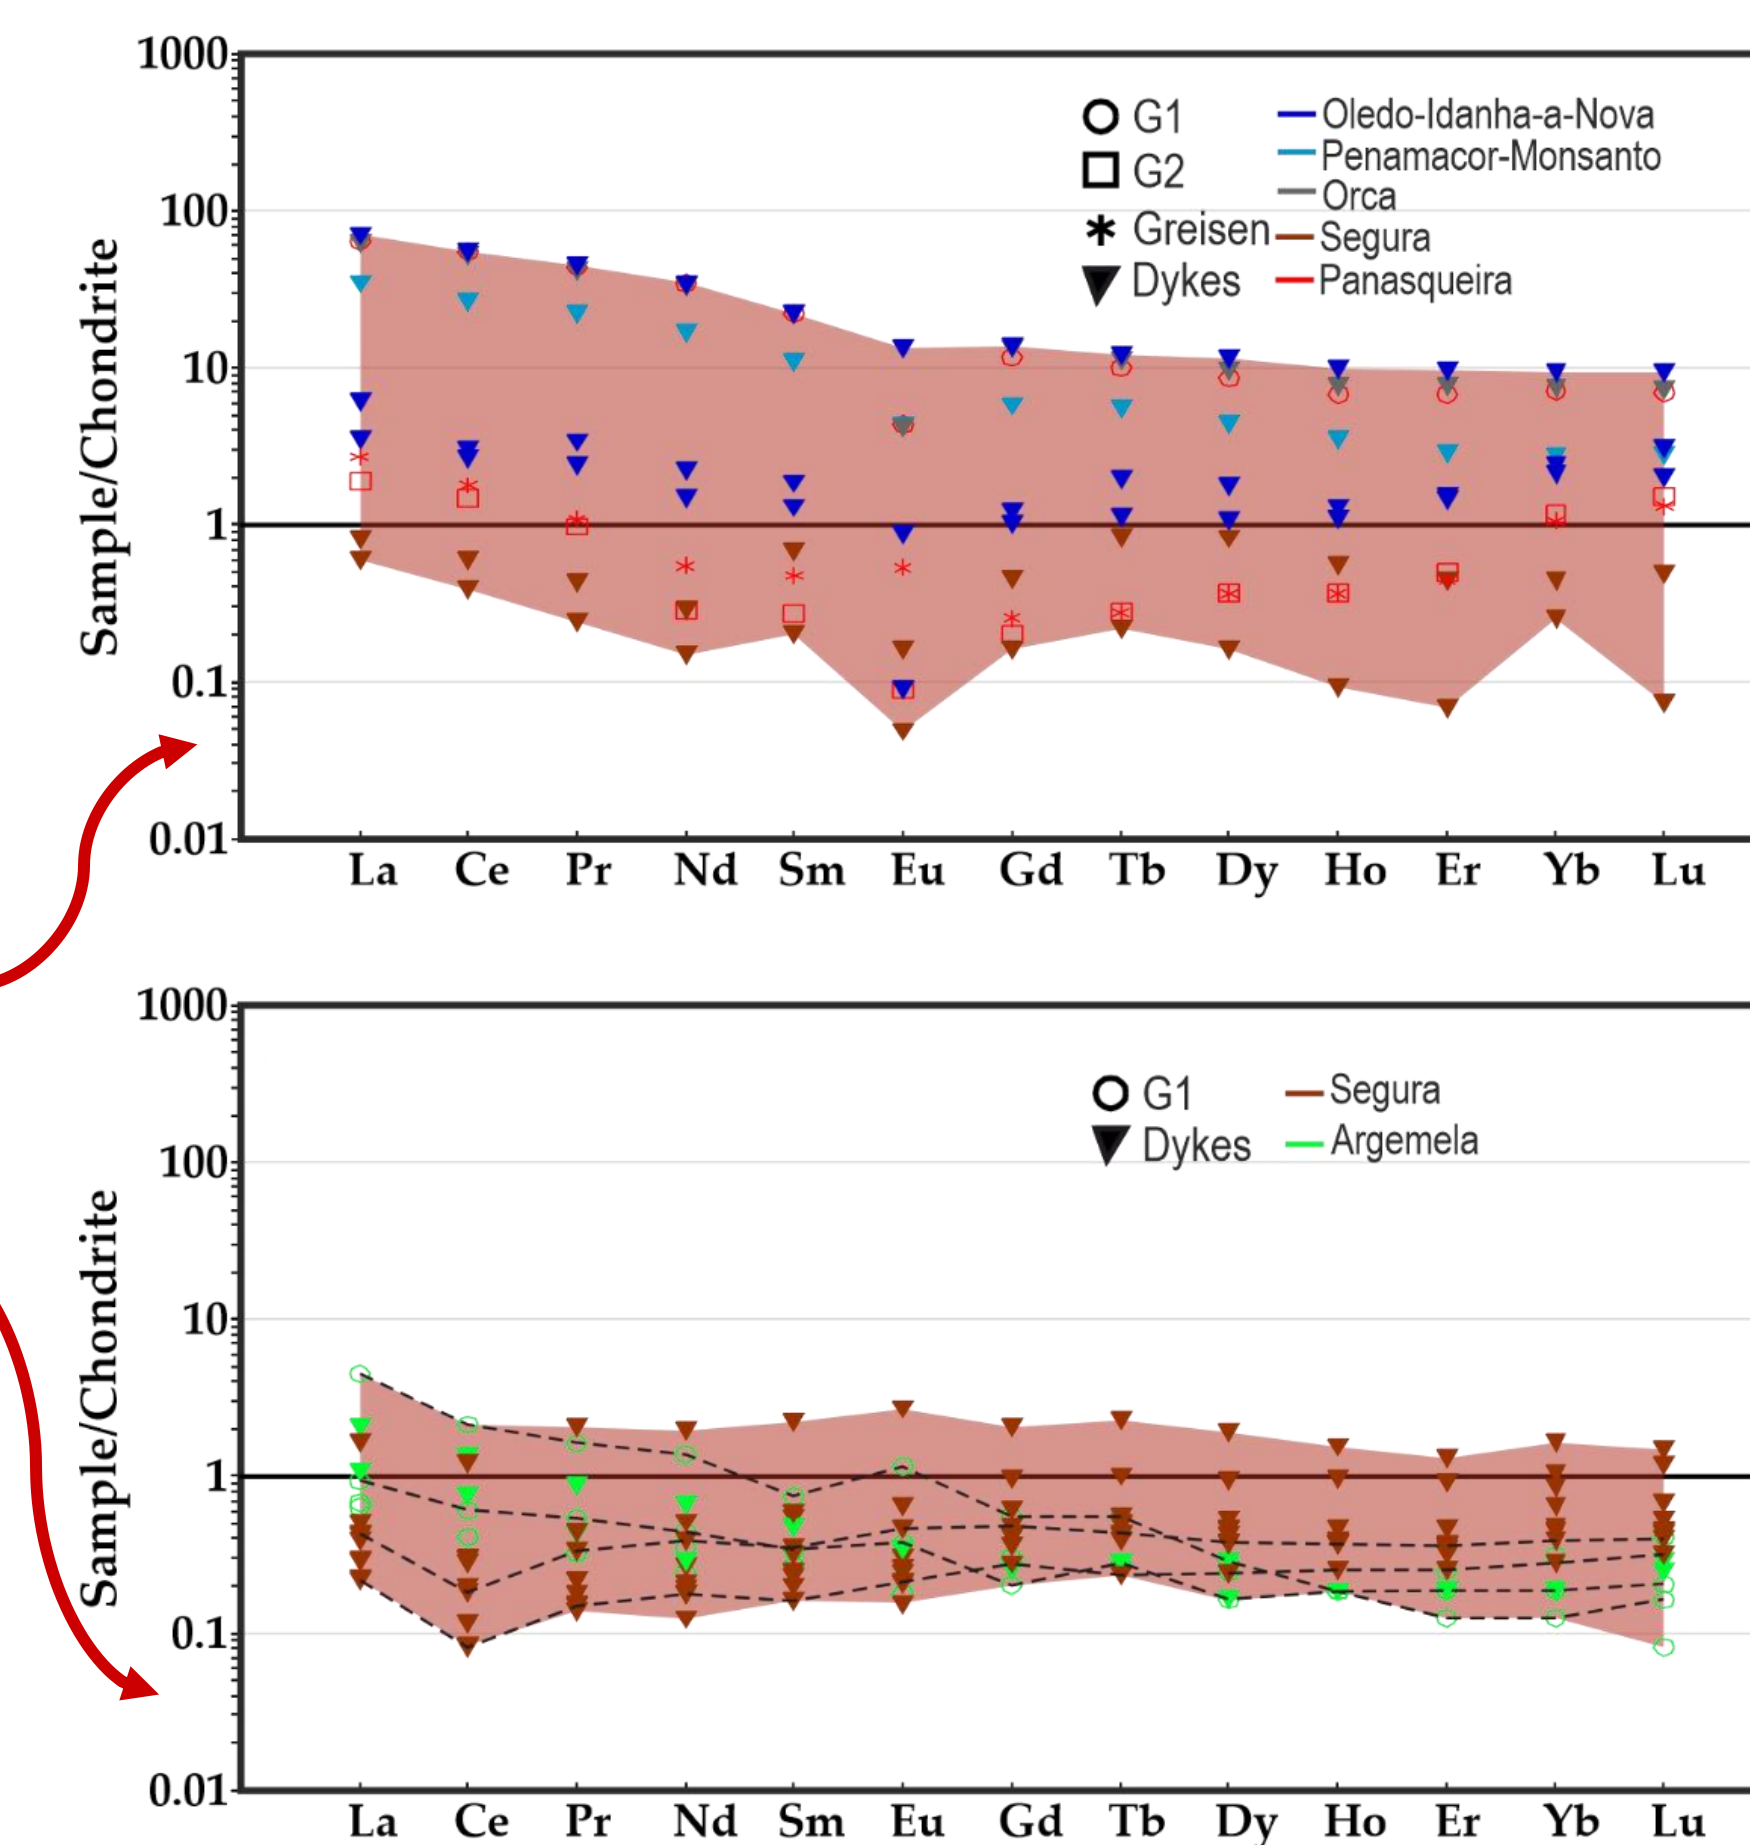 1000
100
10
1
0.1
0.01
Sample/Chondrite
G1
G2
Greisen
Dykes
Oledo-Idanha-a-Nova
Penamacor-Monsanto
Orca
Segura
Panasqueira
La Ce Pr Nd Sm Eu Gd Tb Dy Ho Er Yb Lu
1000
100
10
1
0.1
0.01
Sample/Chondrite
G1
Dykes
Segura
Argemela
La Ce Pr Nd Sm Eu Gd Tb Dy Ho Er Yb Lu